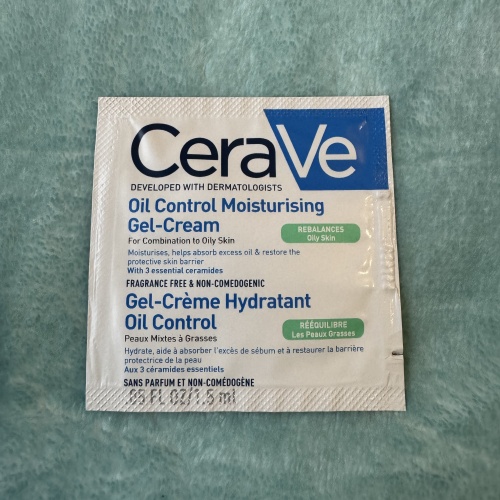 CeraVe
DEVELOPED WITH DERMATOLOGISTS
Oil Control Moisturising
Gel-Cream
For Combination to Oily Skin
REBALANCES
Oily Skin
Moisturises, helps absorb excess oil & restore the
protective skin barrier
With 3 essential ceramides
FRAGRANCE FREE & NON-COMEDOGENIC
Gel-Crème Hydratant
Oil Control
Peaux Mixtes à Grasses
RÉÉQUILIBRE
Les Peaux Grasses
Hydrate, aide à absorber l'excès de sébum et à restaurer la barrière
protectrice de la peau
Aux 3 céramides essentiels
SANS PARFUM ET NON-COMÉDOGÈNE
.05 FL OZ/1.5 ml